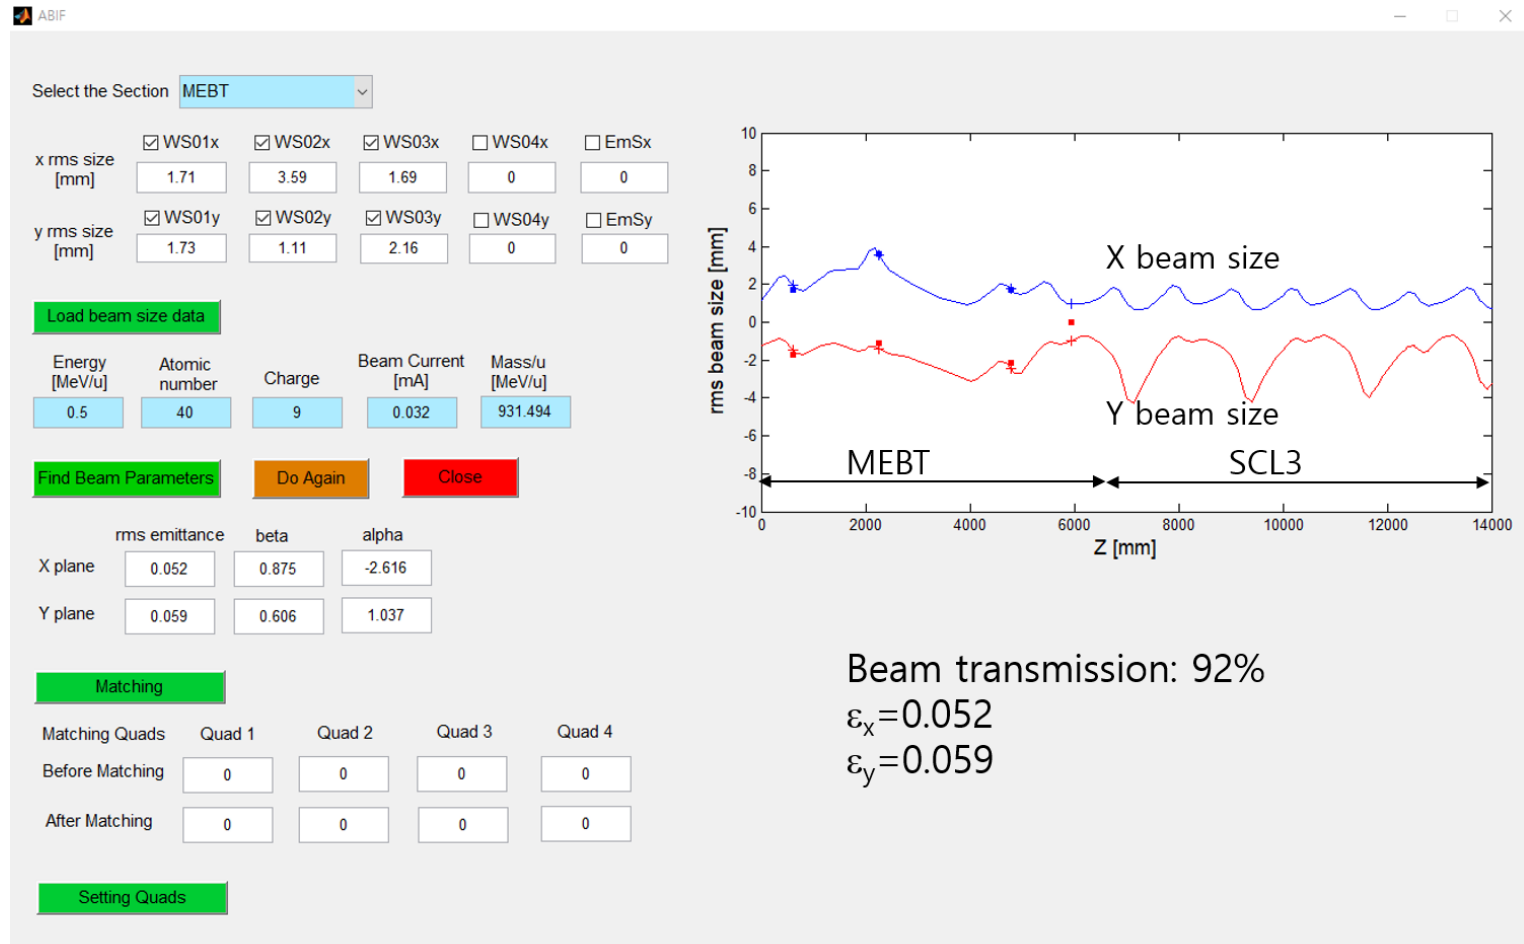 ABIF
Select the Section MEBT
WS01x WS02x WS03x WS04x EmSx
x rms size
[mm]
1.71 3.59 1.69 0 0
WS01y WS02y WS03y WS04y EmSy
y rms size
[mm]
1.73 1.11 2.16 0 0
Load beam size data
Energy
[MeV/u]
Atomic
number
Charge
Beam Current
[mA]
Mass/u
[MeV/u]
0.5 40 9 0.032 931.494
Find Beam Parameters Do Again Close
rms emittance beta alpha
X plane 0.052 0.875 -2.616
Y plane 0.059 0.606 1.037
Matching
Matching Quads Quad 1 Quad 2 Quad 3 Quad 4
Before Matching 0 0 0 0
After Matching 0 0 0 0
Setting Quads
rms beam size [mm]
10
8
6
4
2
0
-2
-4
-6
-8
-10
X beam size
Y beam size
MEBT SCL3
0 2000 4000 6000 8000 10000 12000 14000
Z [mm]
Beam transmission: 92%
εx=0.052
εy=0.059